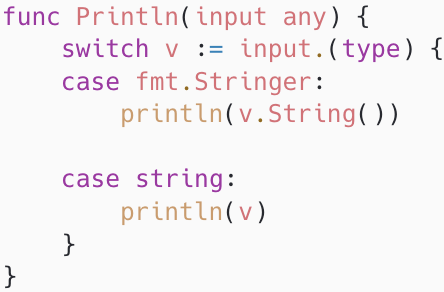 func Println(input any) {
    switch v := input.(type) {
    case fmt.Stringer:
        println(v.String())

    case string:
        println(v)
    }
}